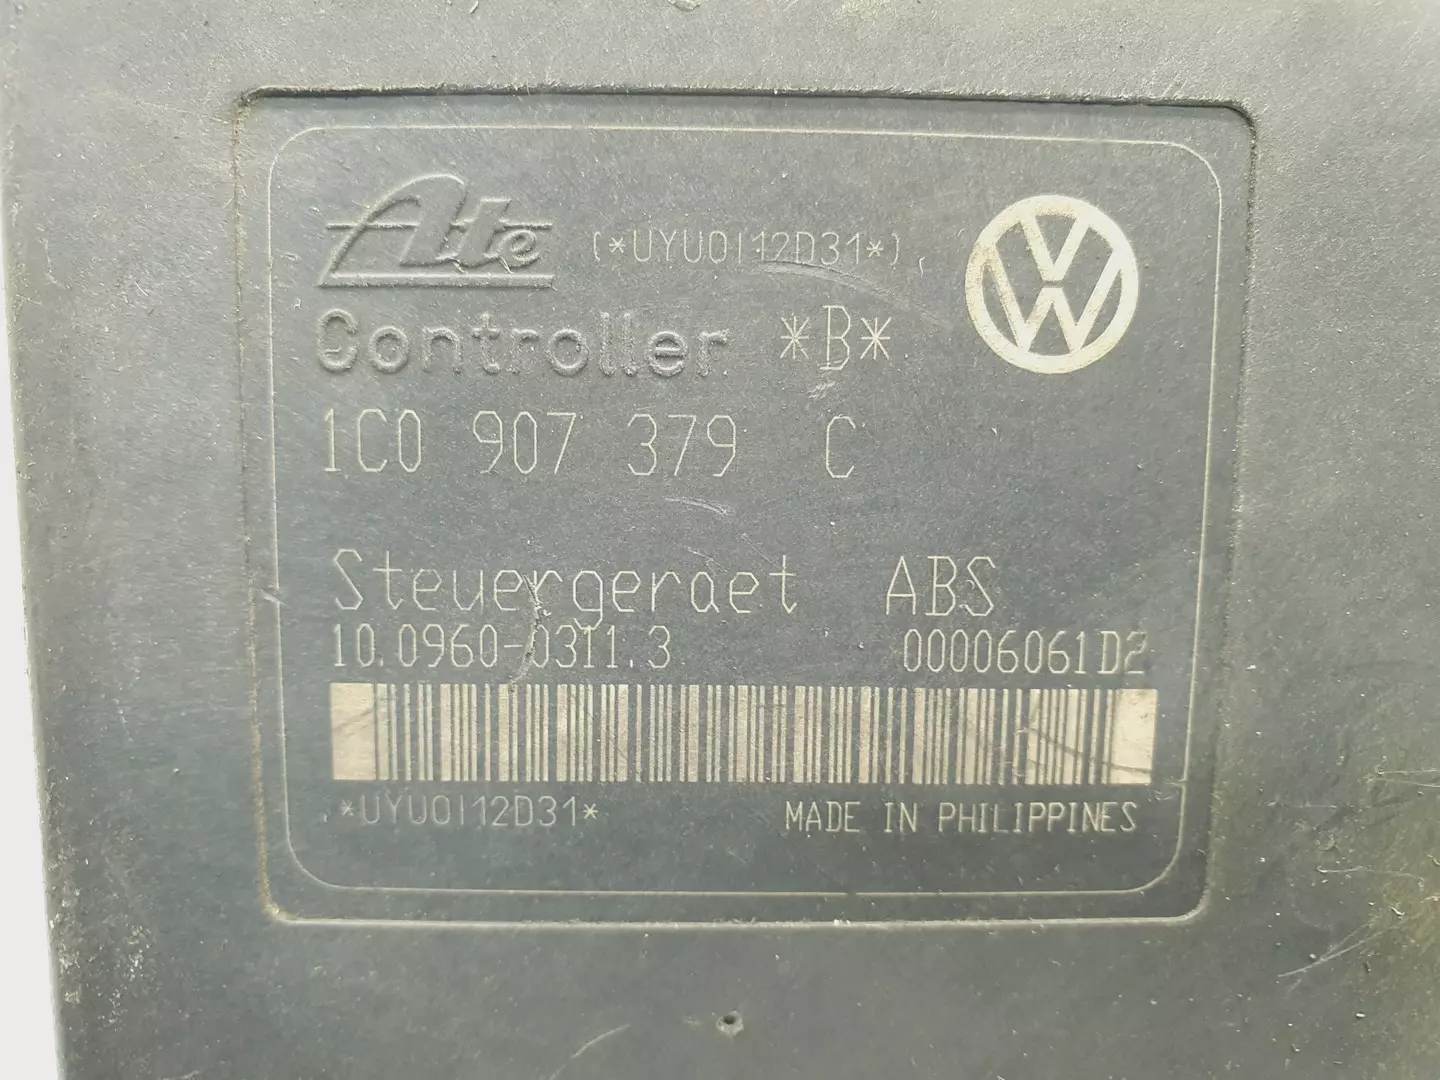 Ate (*UYU0112D31*)
Controller *B*
1C0 907 379 C
Steuergeraet ABS
10.0960-0311.3 00006061D2
*UYU0112D31*
MADE IN PHILIPPINES